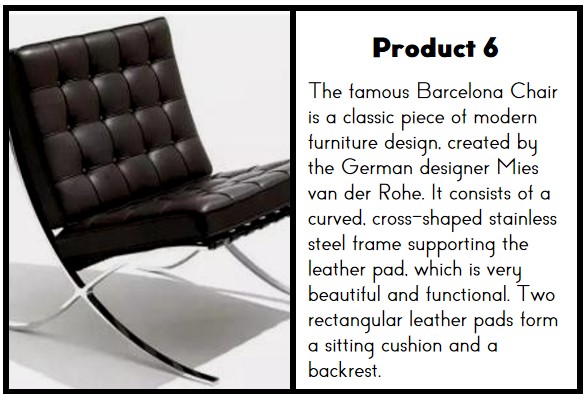 Product 6
The famous Barcelona Chair
is a classic piece of modern
furniture design, created by
the German designer Mies
van der Rohe. It consists of a
curved, cross-shaped stainless
steel frame supporting the
leather pad, which is very
beautiful and functional. Two
rectangular leather pads form
a sitting cushion and a
backrest.